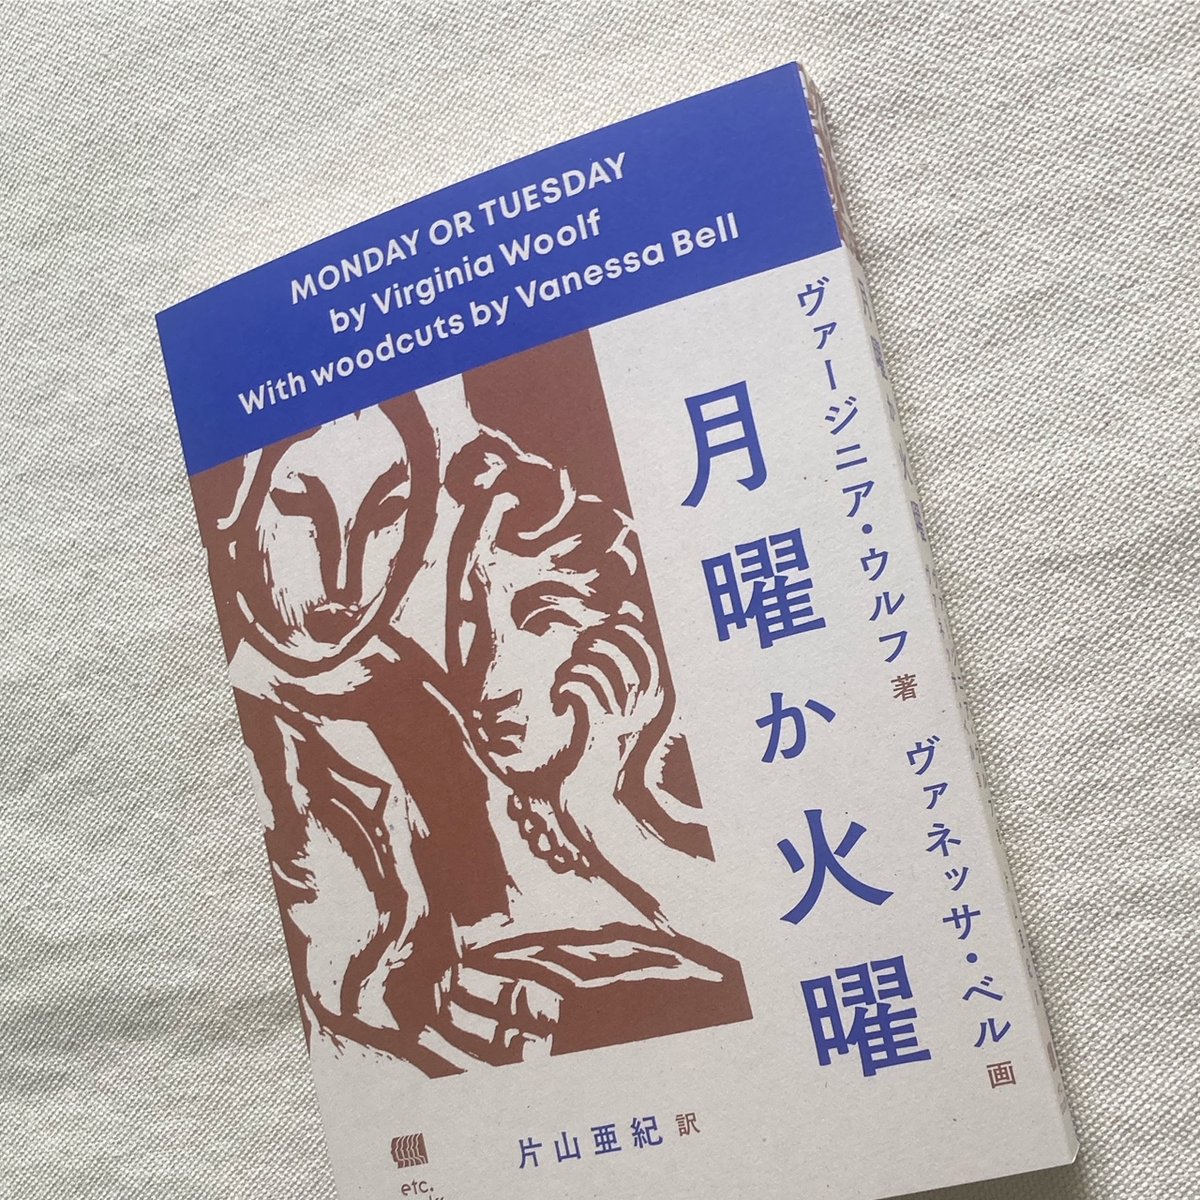 MONDAY OR TUESDAY
by Virginia Woolf
With woodcuts by Vanessa Bell
ヴァージニア・ウルフ 著
ヴァネッサ・ベル 画
月曜か火曜
片山亜紀 訳
etc.